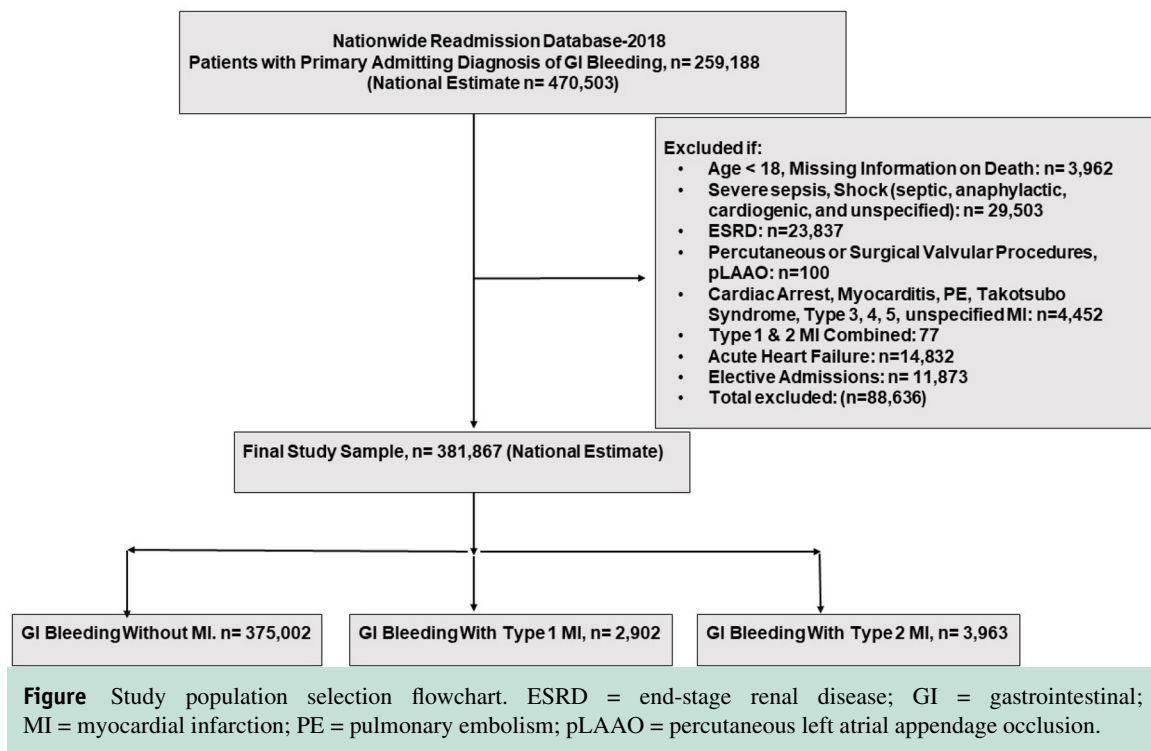 Nationwide Readmission Database-2018
Patients with Primary Admitting Diagnosis of GI Bleeding, n= 259,188
(National Estimate n= 470,503)
Excluded if:
• Age < 18, Missing Information on Death: n= 3,962
• Severe sepsis, Shock (septic, anaphylactic,
cardiogenic, and unspecified): n= 29,503
• ESRD: n=23,837
• Percutaneous or Surgical Valvular Procedures,
pLAAO: n=100
• Cardiac Arrest, Myocarditis, PE, Takotsubo
Syndrome, Type 3, 4, 5, unspecified MI: n=4,452
• Type 1 & 2 MI Combined: 77
• Acute Heart Failure: n=14,832
• Elective Admissions: n= 11,873
• Total excluded: (n=88,636)
Final Study Sample, n= 381,867 (National Estimate)
GI Bleeding Without MI. n= 375,002
GI Bleeding With Type 1 MI, n= 2,902
GI Bleeding With Type 2 MI, n= 3,963
Figure Study population selection flowchart. ESRD = end-stage renal disease; GI = gastrointestinal;
MI = myocardial infarction; PE = pulmonary embolism; pLAAO = percutaneous left atrial appendage occlusion.